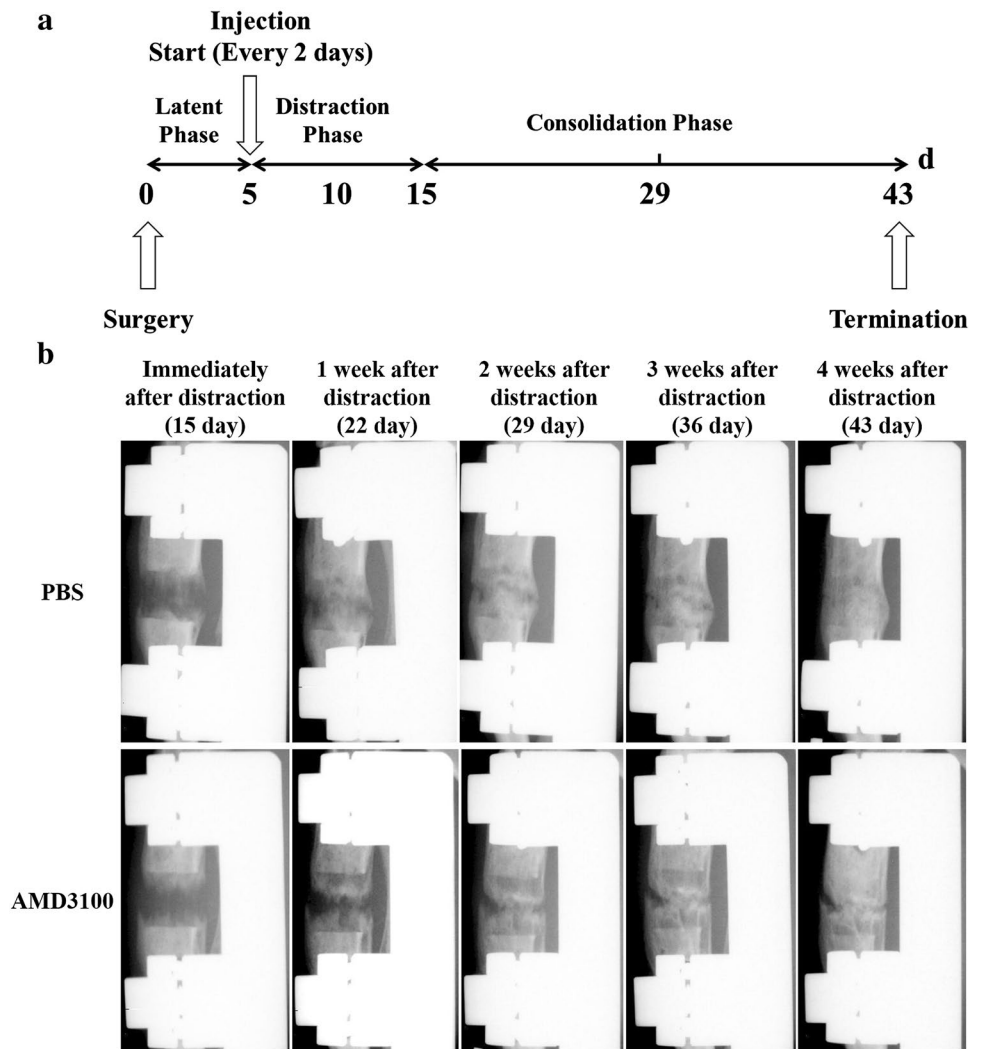 a
Injection
Start (Every 2 days)
Latent
Phase
Distraction
Phase
Consolidation Phase
d
0
5
10
15
29
43
Surgery
Termination
b
Immediately
after distraction
(15 day)
1 week after
distraction
(22 day)
2 weeks after
distraction
(29 day)
3 weeks after
distraction
(36 day)
4 weeks after
distraction
(43 day)
PBS
AMD3100